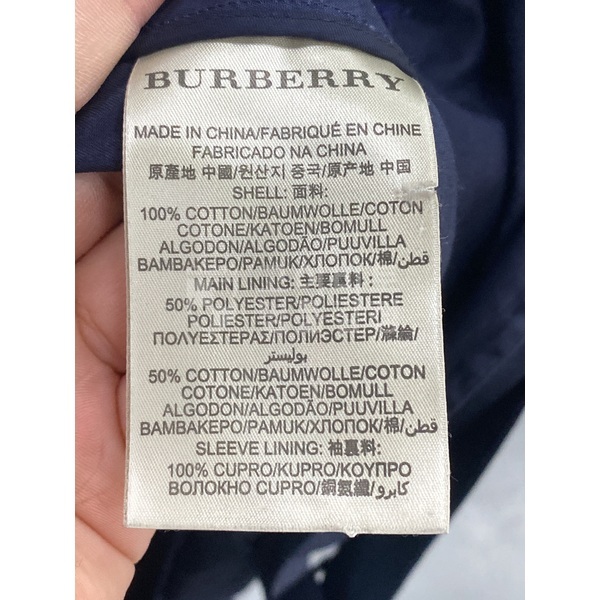 BURBERRY
MADE IN CHINA/FABRIQUÉ EN CHINE
FABRICADO NA CHINA
原產地 中國/원산지 중국/原产地 中国
SHELL: 面料:
100% COTTON/BAUMWOLLE/COTON
COTONE/KATOEN/BOMULL
ALGODON/ALGODÃO/PUUVILLA
ΒΑΜΒΑΚΕΡΟ/PAMUK/ХЛОПОК/棉/قطن
MAIN LINING: 主要裏料:
50% POLYESTER/POLIESTERE
POLIESTER/POLYESTERI
ΠΟΛΥΕΣΤΕΡΑΣ/ПОЛИЭСТЕР/滌綸/
بوليستر
50% COTTON/BAUMWOLLE/COTON
COTONE/KATOEN/BOMULL
ALGODON/ALGODÃO/PUUVILLA
ΒΑΜΒΑΚΕΡΟ/PAMUK/ХЛОПОК/棉/قطن
SLEEVE LINING: 袖裏料:
100% CUPRO/KUPRO/ΚΟΥΠΡΟ
ВОЛОКНО CUPRO/銅氨纖/كابرو